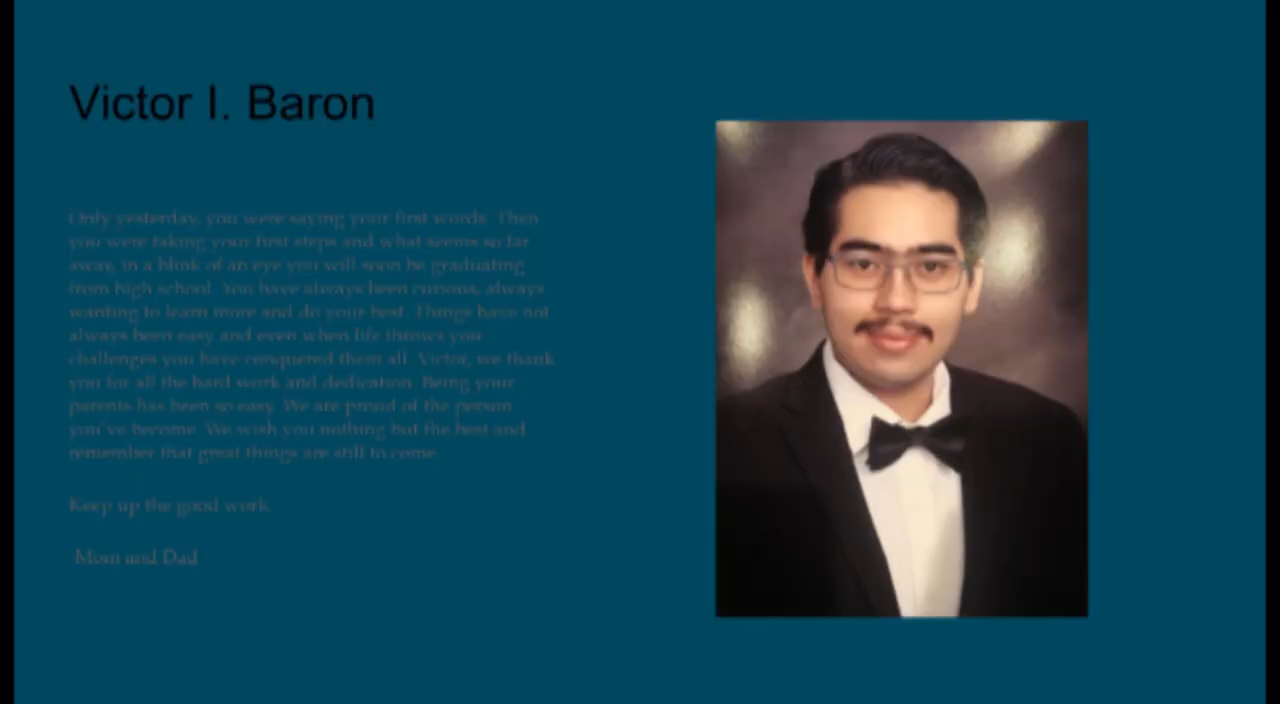 Victor I. Baron
Only yesterday, you were saying your first words. Then
you were taking your first steps and what seems so far
away, in a blink of an eye you will soon be graduating
from high school. You have always been curious, always
wanting to learn more and do your best. Things have not
always been easy and even when life throws you
challenges you have conquered them all. Victor, we thank
you for all the hard work and dedication. Being your
parents has been so easy. We are proud of the person
you've become. We wish you nothing but the best and
remember that great things are still to come.
Keep up the good work.
Mom and Dad